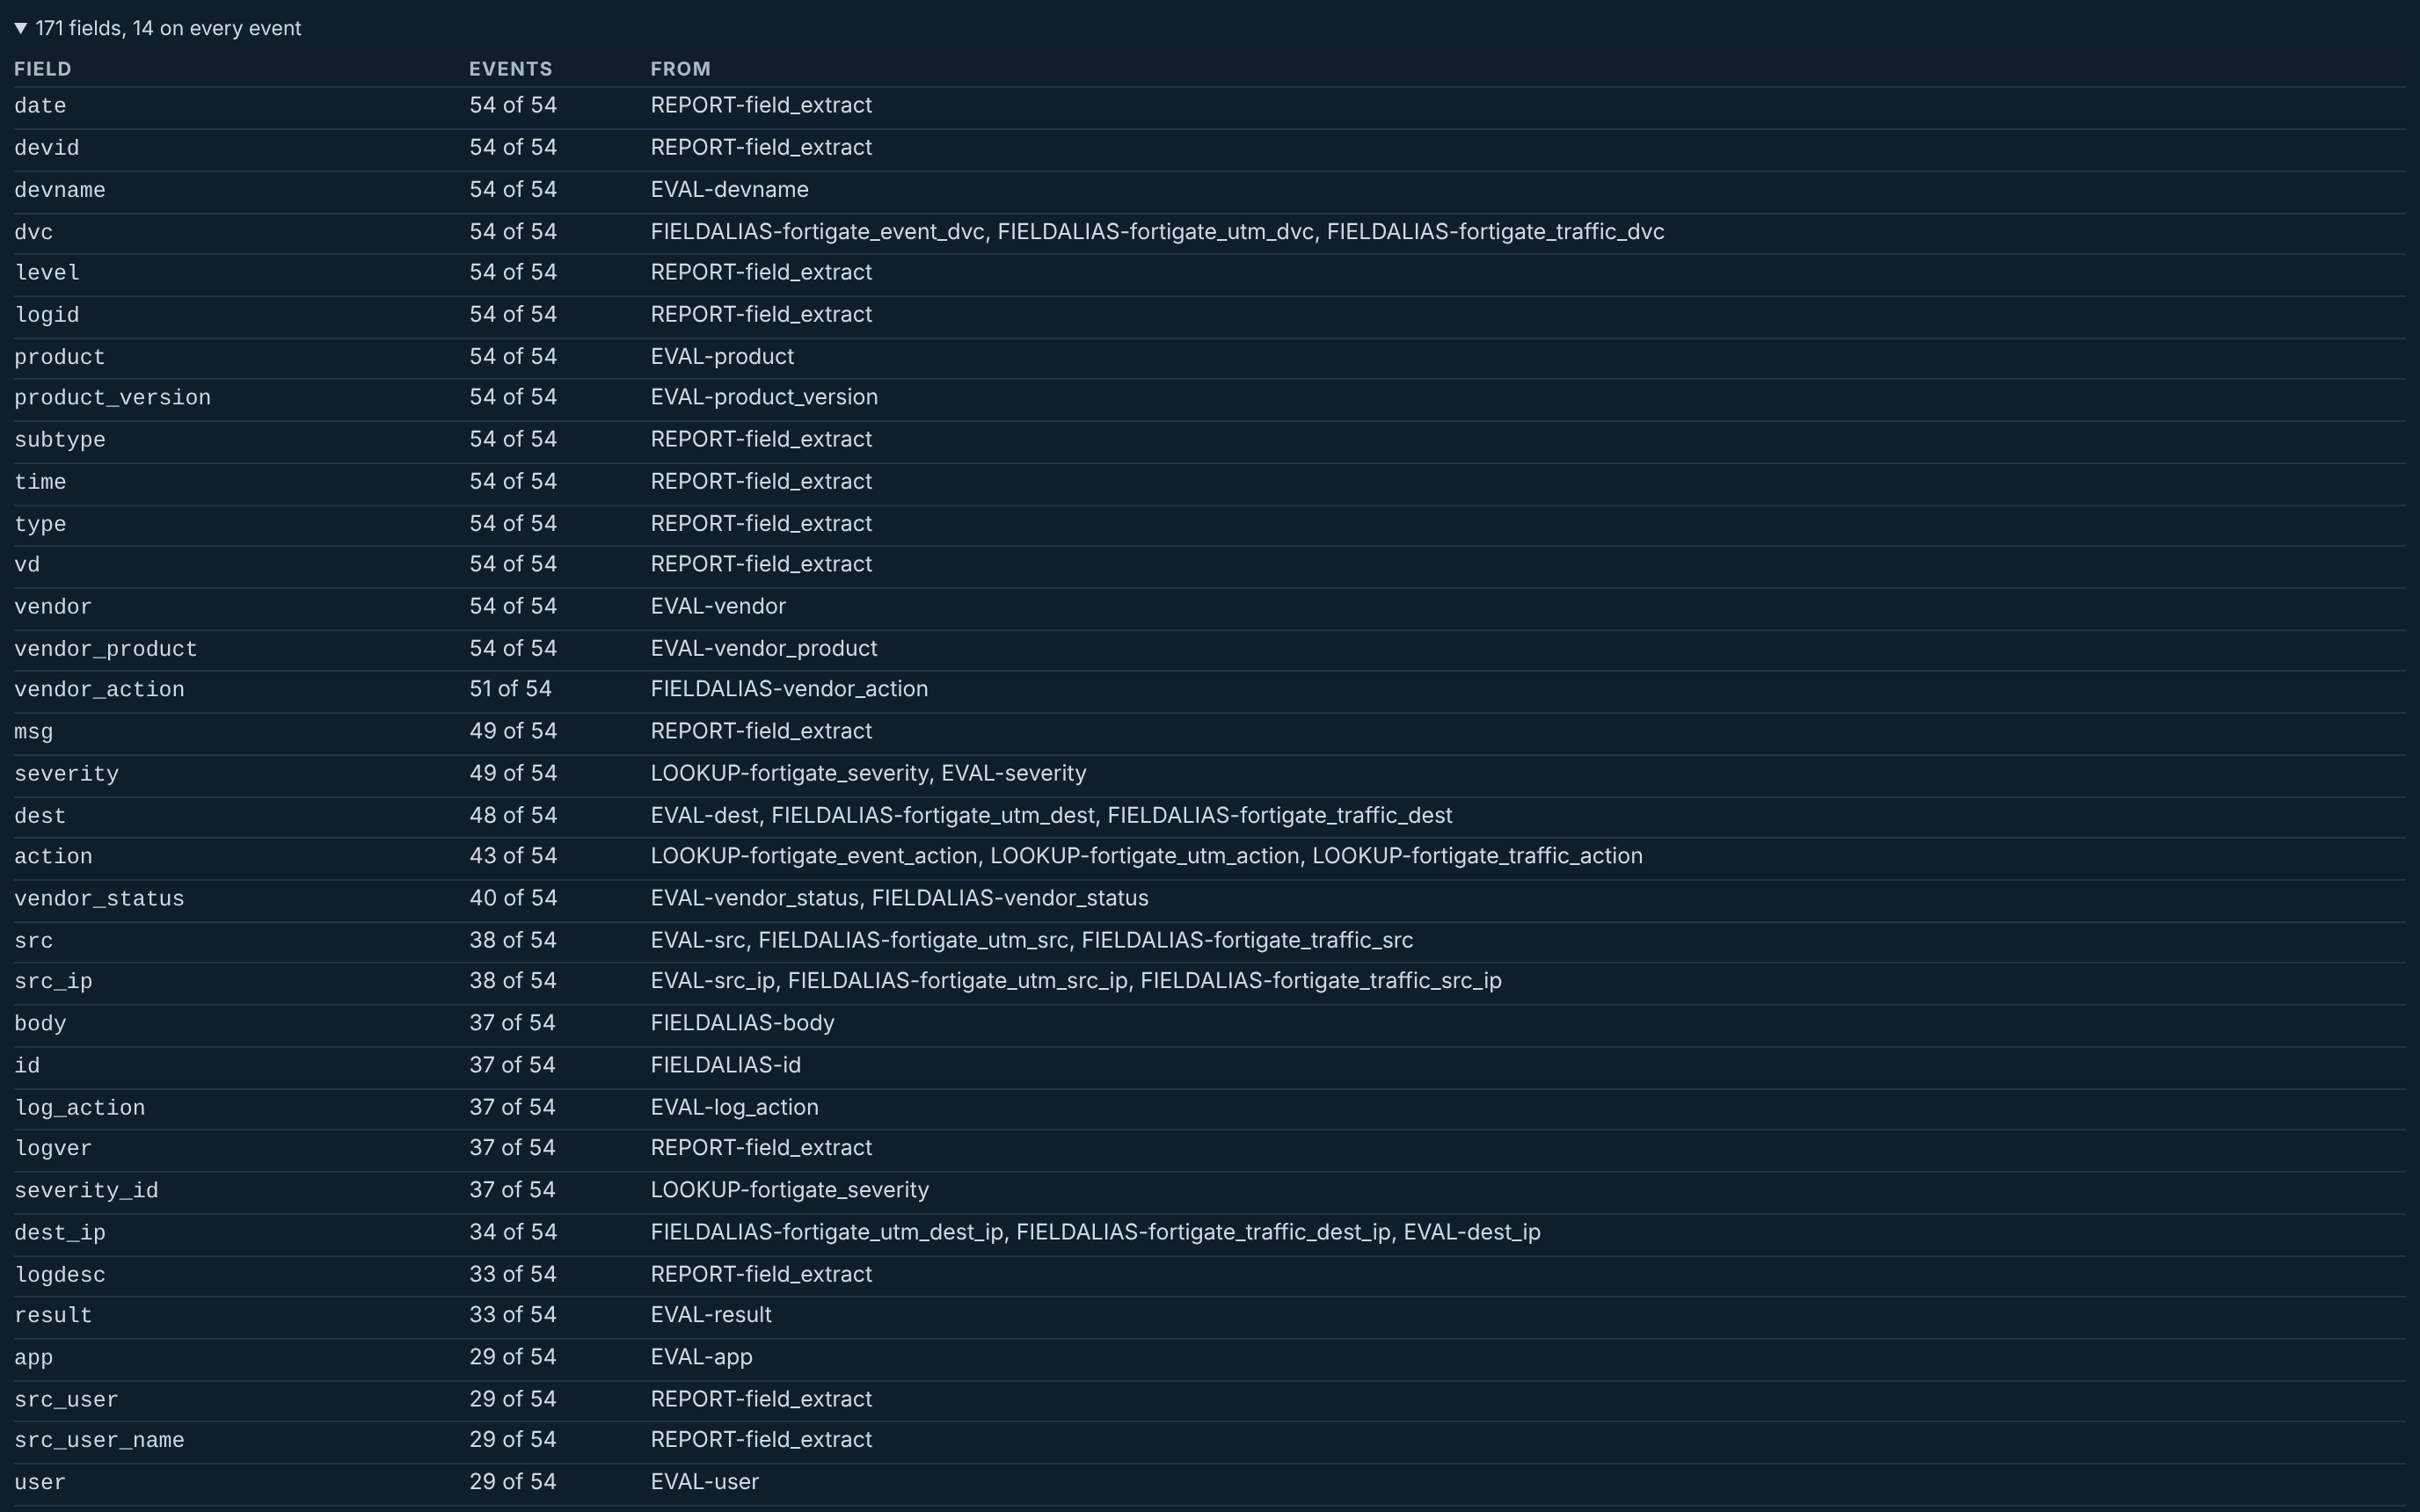 ▼ 171 fields, 14 on every event
FIELD EVENTS FROM
date 54 of 54 REPORT-field_extract
devid 54 of 54 REPORT-field_extract
devname 54 of 54 EVAL-devname
dvc 54 of 54 FIELDALIAS-fortigate_event_dvc, FIELDALIAS-fortigate_utm_dvc, FIELDALIAS-fortigate_traffic_dvc
level 54 of 54 REPORT-field_extract
logid 54 of 54 REPORT-field_extract
product 54 of 54 EVAL-product
product_version 54 of 54 EVAL-product_version
subtype 54 of 54 REPORT-field_extract
time 54 of 54 REPORT-field_extract
type 54 of 54 REPORT-field_extract
vd 54 of 54 REPORT-field_extract
vendor 54 of 54 EVAL-vendor
vendor_product 54 of 54 EVAL-vendor_product
vendor_action 51 of 54 FIELDALIAS-vendor_action
msg 49 of 54 REPORT-field_extract
severity 49 of 54 LOOKUP-fortigate_severity, EVAL-severity
dest 48 of 54 EVAL-dest, FIELDALIAS-fortigate_utm_dest, FIELDALIAS-fortigate_traffic_dest
action 43 of 54 LOOKUP-fortigate_event_action, LOOKUP-fortigate_utm_action, LOOKUP-fortigate_traffic_action
vendor_status 40 of 54 EVAL-vendor_status, FIELDALIAS-vendor_status
src 38 of 54 EVAL-src, FIELDALIAS-fortigate_utm_src, FIELDALIAS-fortigate_traffic_src
src_ip 38 of 54 EVAL-src_ip, FIELDALIAS-fortigate_utm_src_ip, FIELDALIAS-fortigate_traffic_src_ip
body 37 of 54 FIELDALIAS-body
id 37 of 54 FIELDALIAS-id
log_action 37 of 54 EVAL-log_action
logver 37 of 54 REPORT-field_extract
severity_id 37 of 54 LOOKUP-fortigate_severity
dest_ip 34 of 54 FIELDALIAS-fortigate_utm_dest_ip, FIELDALIAS-fortigate_traffic_dest_ip, EVAL-dest_ip
logdesc 33 of 54 REPORT-field_extract
result 33 of 54 EVAL-result
app 29 of 54 EVAL-app
src_user 29 of 54 REPORT-field_extract
src_user_name 29 of 54 REPORT-field_extract
user 29 of 54 EVAL-user